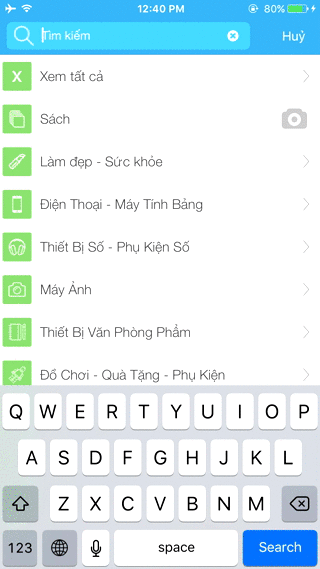 12:40 PM 80%
Tìm kiếm Huỷ
X Xem tất cả
Sách
Làm đẹp - Sức khỏe
Điện Thoại - Máy Tính Bảng
Thiết Bị Số - Phụ Kiện Số
Máy Ảnh
Thiết Bị Văn Phòng Phẩm
Đồ Chơi - Quà Tặng - Phụ Kiện
Q W E R T Y U I O P
A S D F G H J K L
Z X C V B N M
123 space Search